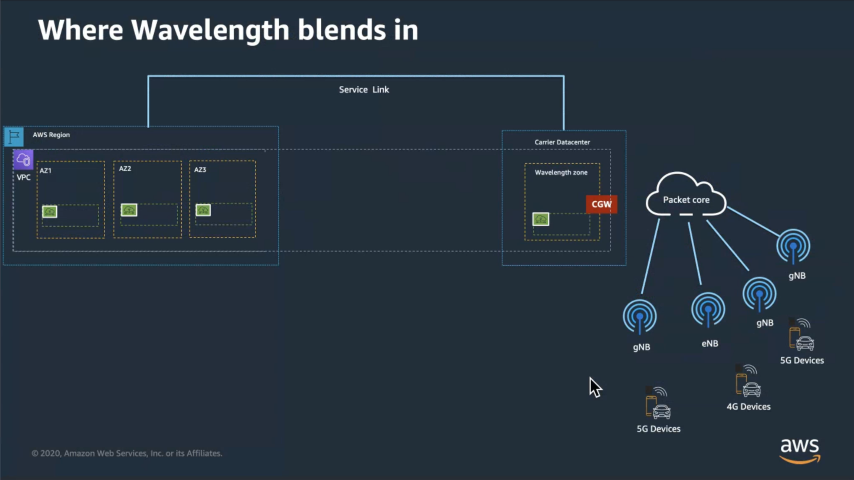 Where Wavelength blends in
Service Link
AWS Region
Carrier Datacenter
VPC
AZ1
AZ2
AZ3
Wavelength zone
CGW
Packet core
gNB
gNB
eNB
gNB
5G Devices
4G Devices
5G Devices
© 2020, Amazon Web Services, Inc. or its Affiliates.
aws